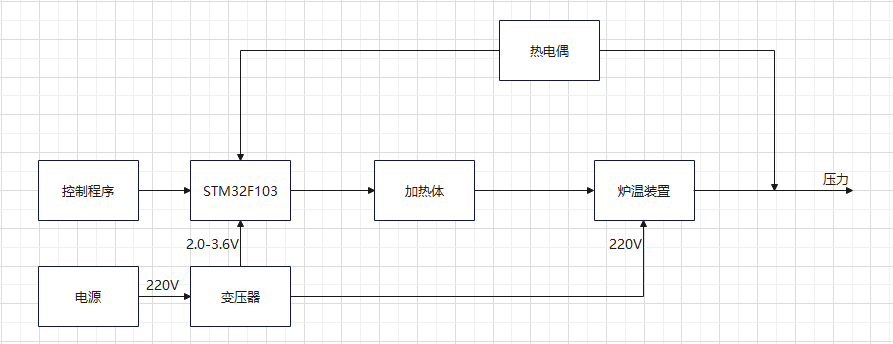 热电偶
控制程序
STM32F103
加热体
炉温装置
压力
2.0-3.6V
220V
电源
220V
变压器